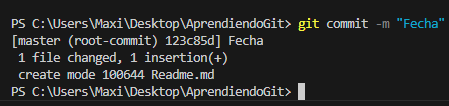 PS C:\Users\Maxi\Desktop\AprendiendoGit> git commit -m "Fecha"
[master (root-commit) 123c85d] Fecha
 1 file changed, 1 insertion(+)
 create mode 100644 Readme.md
PS C:\Users\Maxi\Desktop\AprendiendoGit>